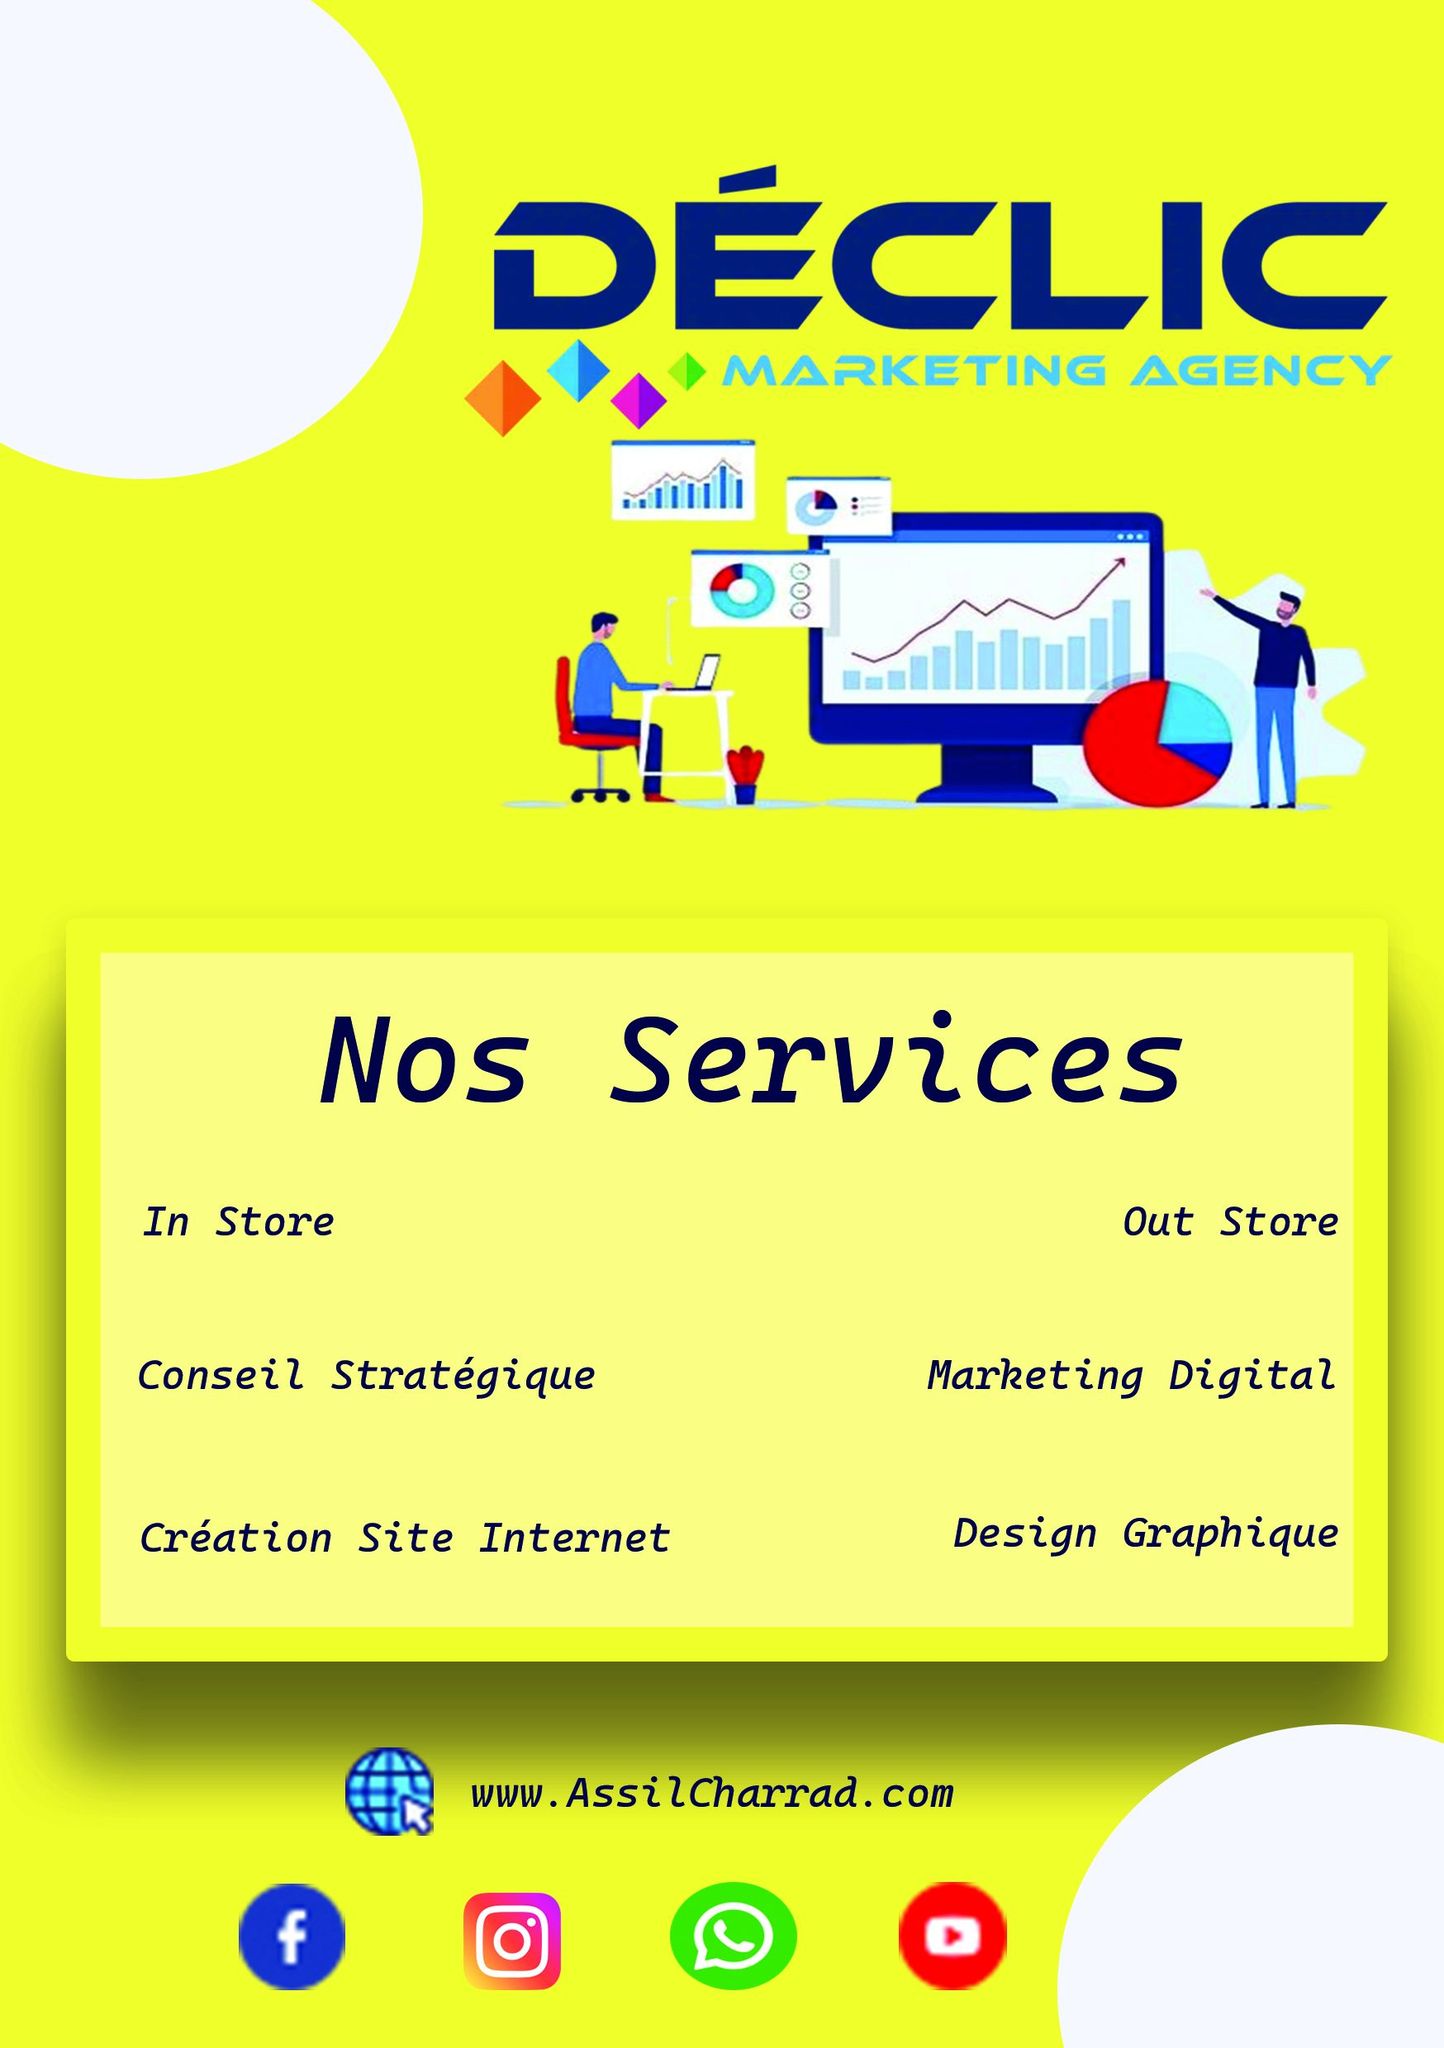 DÉCLIC
MARKETING AGENCY
Nos Services
In Store
Out Store
Conseil Stratégique
Marketing Digital
Création Site Internet
Design Graphique
www.AssilCharrad.com